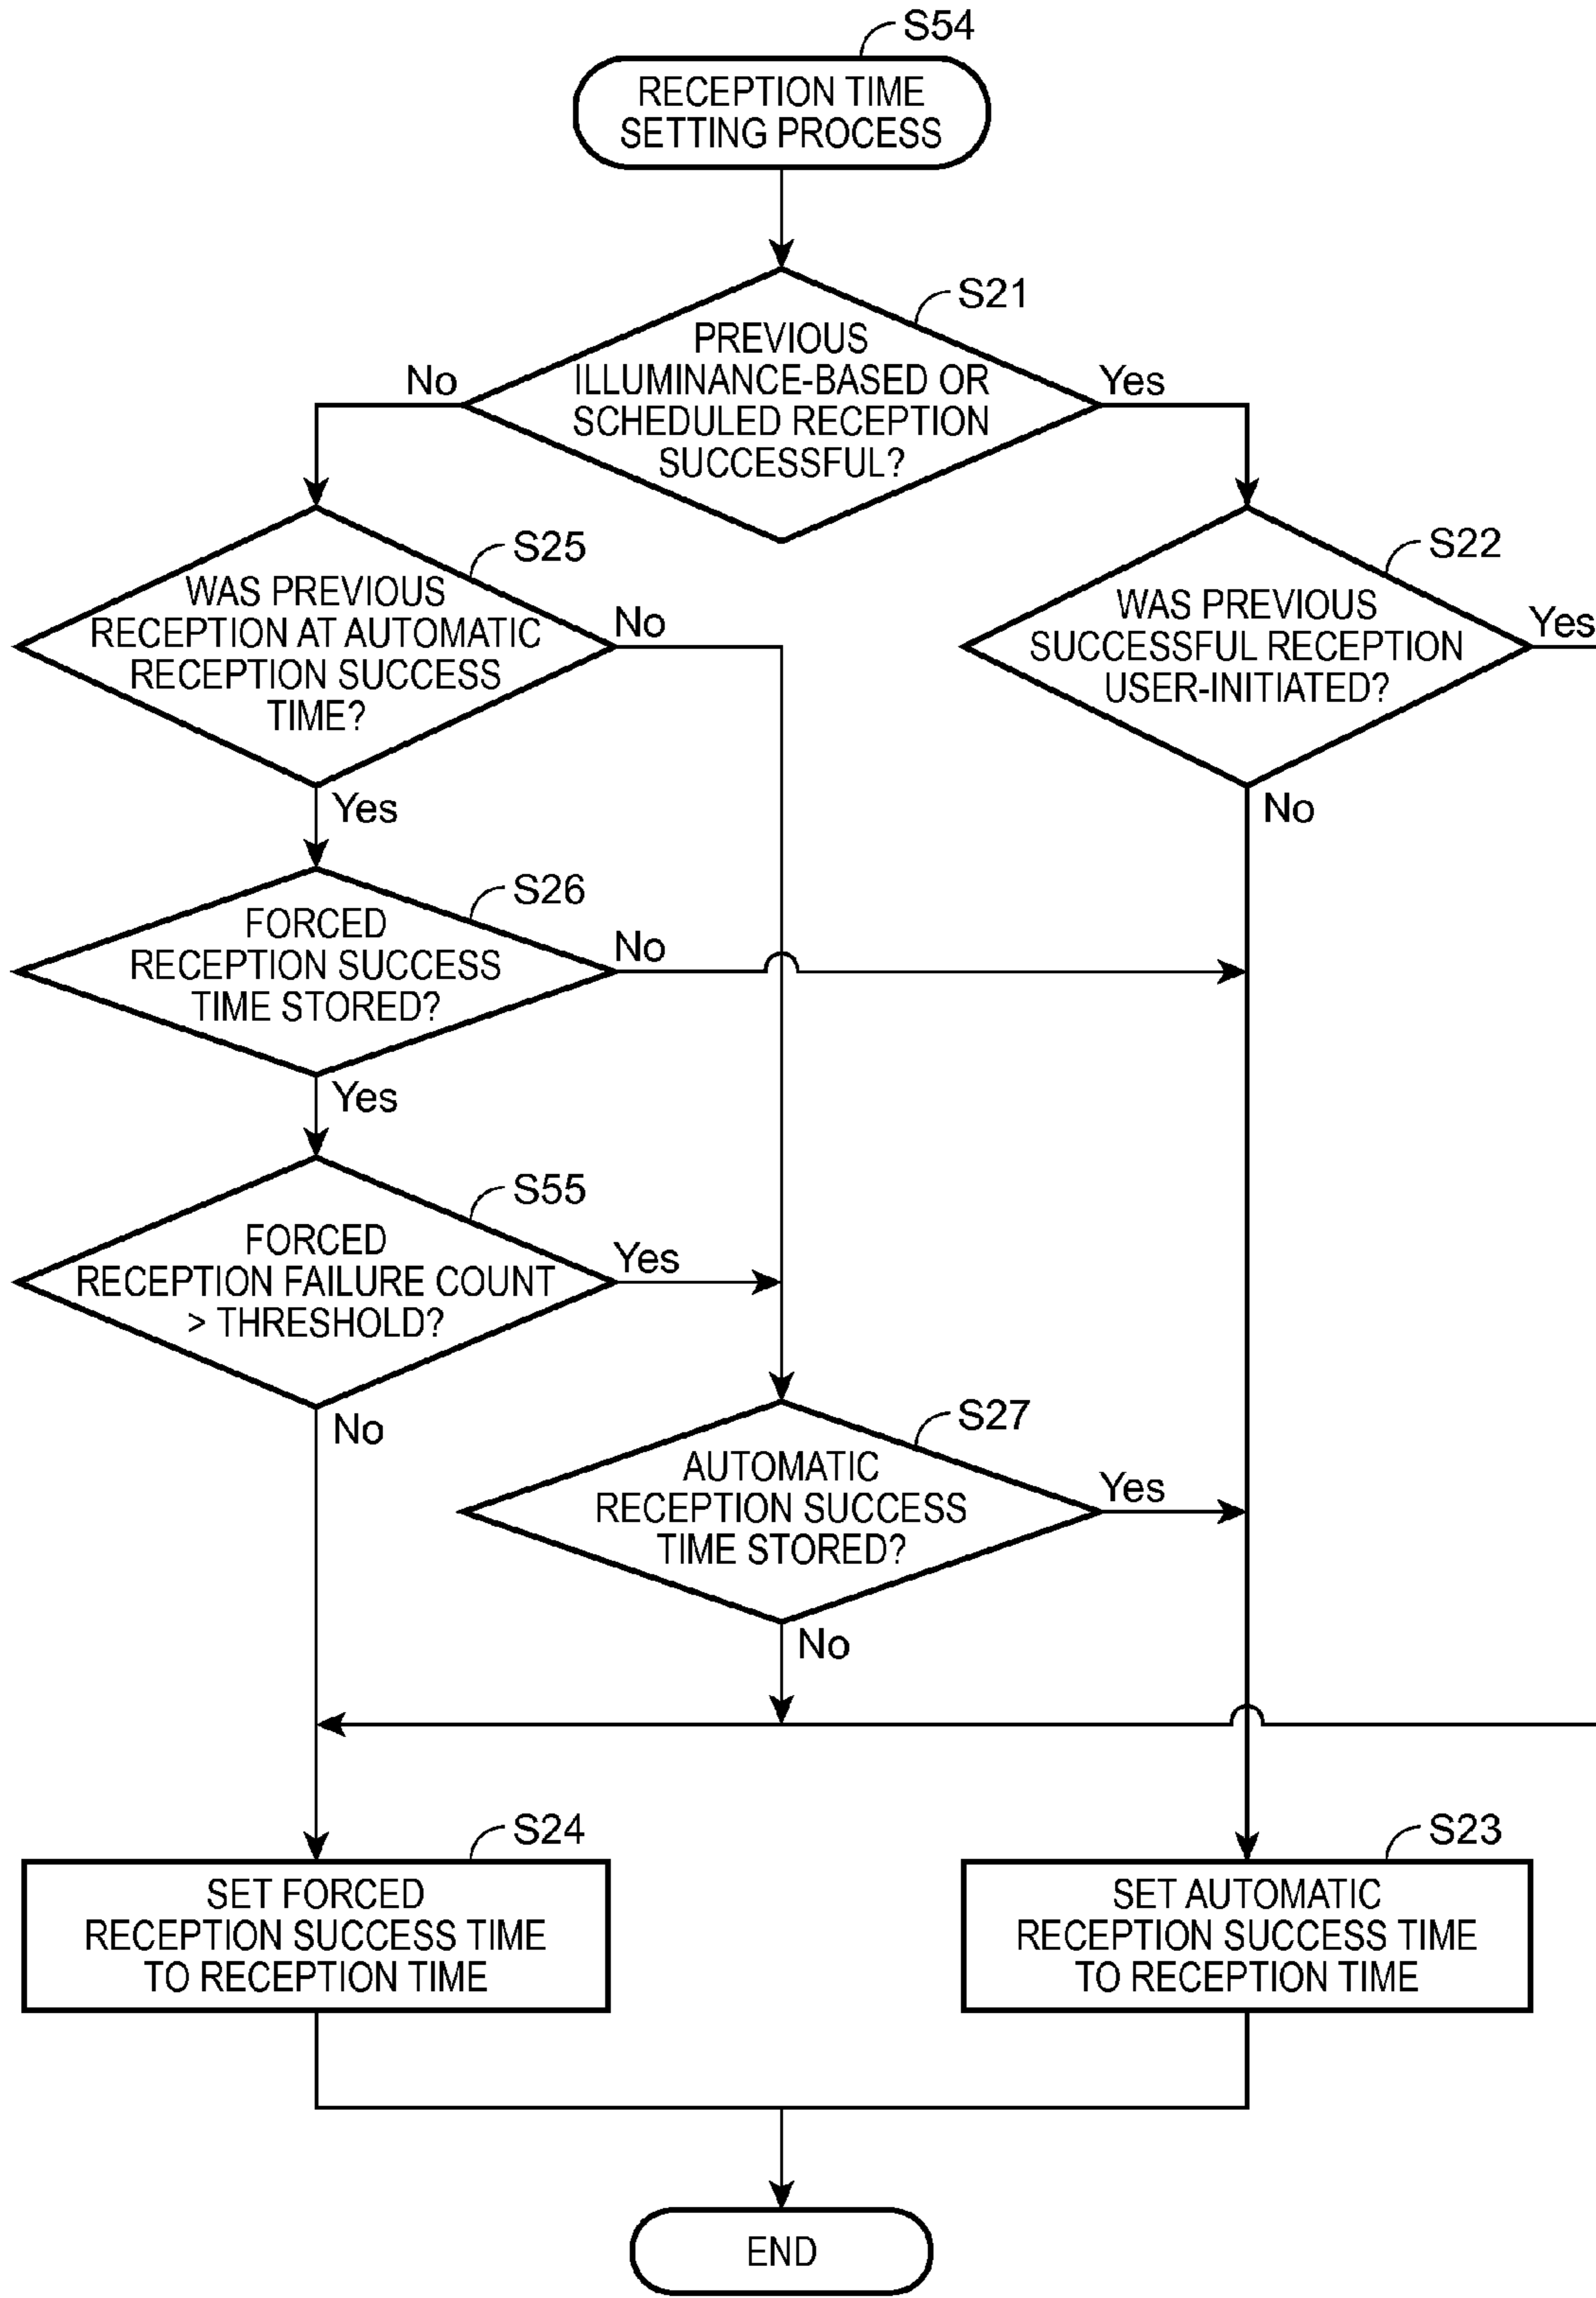 S54
RECEPTION TIME
SETTING PROCESS
S21
PREVIOUS
ILLUMINANCE-BASED OR
SCHEDULED RECEPTION
SUCCESSFUL?
No
Yes
S25
WAS PREVIOUS
RECEPTION AT AUTOMATIC
RECEPTION SUCCESS
TIME?
No
Yes
S22
WAS PREVIOUS
SUCCESSFUL RECEPTION
USER-INITIATED?
Yes
No
S26
FORCED
RECEPTION SUCCESS
TIME STORED?
No
Yes
S55
FORCED
RECEPTION FAILURE COUNT
> THRESHOLD?
Yes
No
S27
AUTOMATIC
RECEPTION SUCCESS
TIME STORED?
Yes
No
S24
SET FORCED
RECEPTION SUCCESS TIME
TO RECEPTION TIME
S23
SET AUTOMATIC
RECEPTION SUCCESS TIME
TO RECEPTION TIME
END